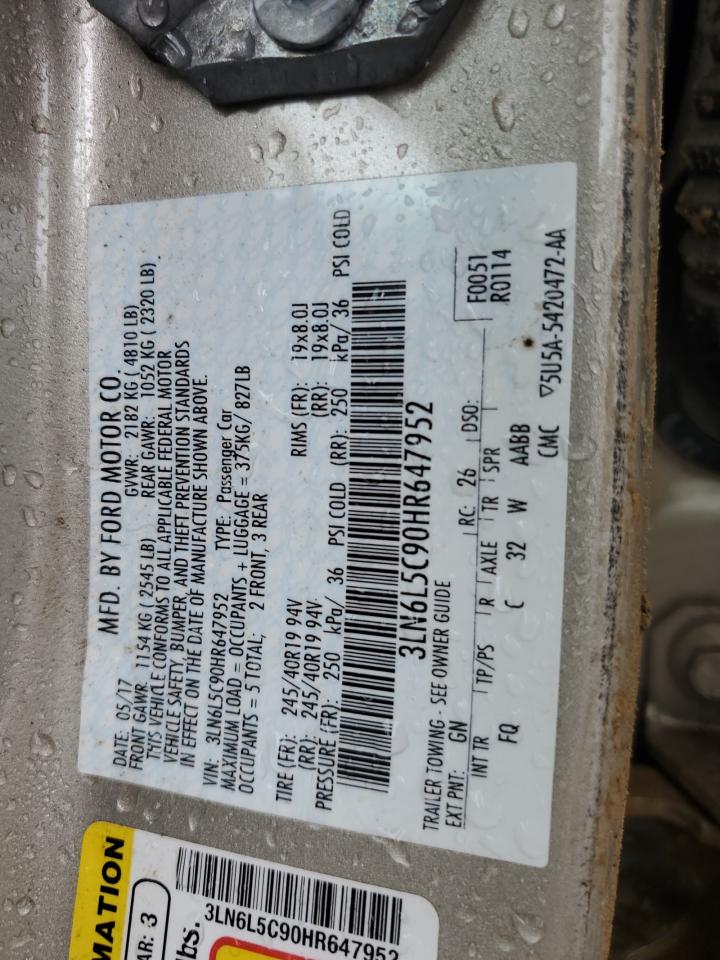 MFD. BY FORD MOTOR CO.
DATE: 05/17 GVWR: 2182 KG ( 4810 LB)
FRONT GAWR: 1154 KG ( 2545 LB) REAR GAWR: 1052 KG ( 2320 LB)
THIS VEHICLE CONFORMS TO ALL APPLICABLE FEDERAL MOTOR
VEHICLE SAFETY, BUMPER, AND THEFT PREVENTION STANDARDS
IN EFFECT ON THE DATE OF MANUFACTURE SHOWN ABOVE.
VIN: 3LN6L5C90HR647952 TYPE: Passenger Car
MAXIMUM LOAD = OCCUPANTS + LUGGAGE = 375KG/ 827LB
OCCUPANTS = 5 TOTAL; 2 FRONT, 3 REAR
TIRE (FR): 245/40R19 94V RIMS (FR): 19x8.0J
(RR): 245/40R19 94V (RR): 19x8.0J
PRESSURE (FR): 250 kPa/ 36 PSI COLD (RR): 250 kPa/ 36 PSI COLD
3LN6L5C90HR647952
TRAILER TOWING - SEE OWNER GUIDE F0051
EXT PNT: GN RC: 26 DSO: R0114
INT TR TP/PS R AXLE TR SPR
FQ C 32 W AABB
CMC ▽5U5A-5420472-AA
MATION
AR: 3
lbs.
3LN6L5C90HR647952